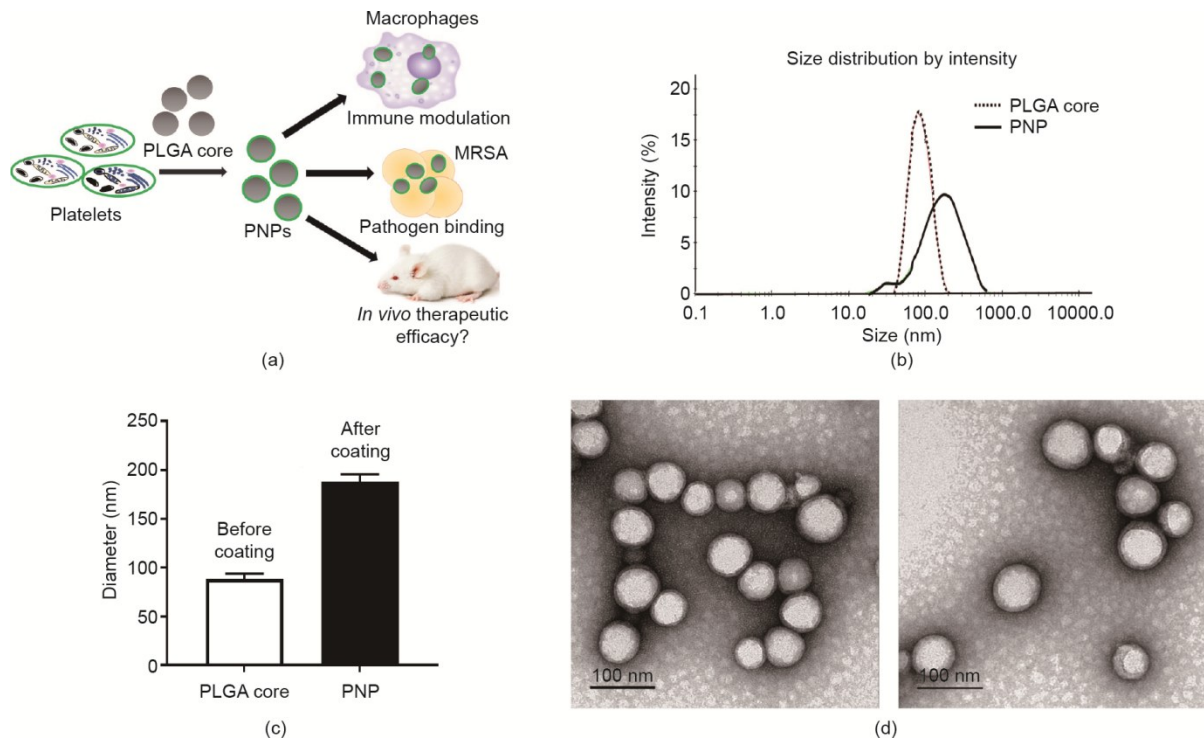 Macrophages
Immune modulation
PLGA core
MRSA
Platelets
PNPs
Pathogen binding
In vivo therapeutic
efficacy?
(a)
Size distribution by intensity
20
15
10
5
0
Intensity (%)
PLGA core
PNP
0.1 1.0 10.0 100.0 1000.0 10000.0
Size (nm)
(b)
250
200
150
100
50
0
Diameter (nm)
Before
coating
After
coating
PLGA core PNP
(c)
100 nm
100 nm
(d)